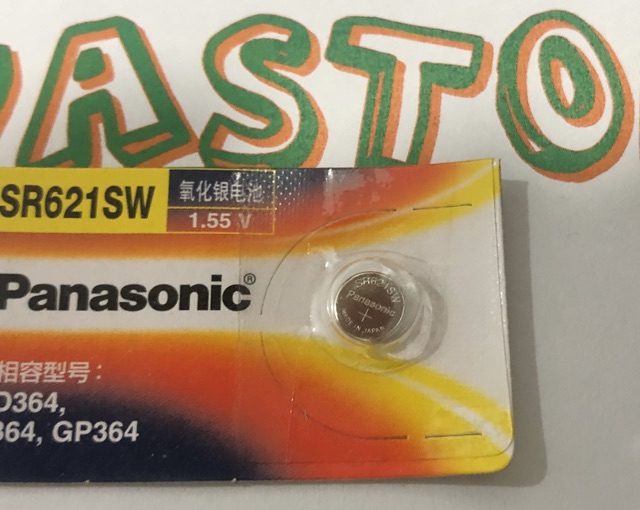 ASTO
SR621SW
氧化银电池
1.55 V
Panasonic®
SR621SW
Panasonic
+
MADE IN JAPAN
相容型号：
D364,
364, GP364